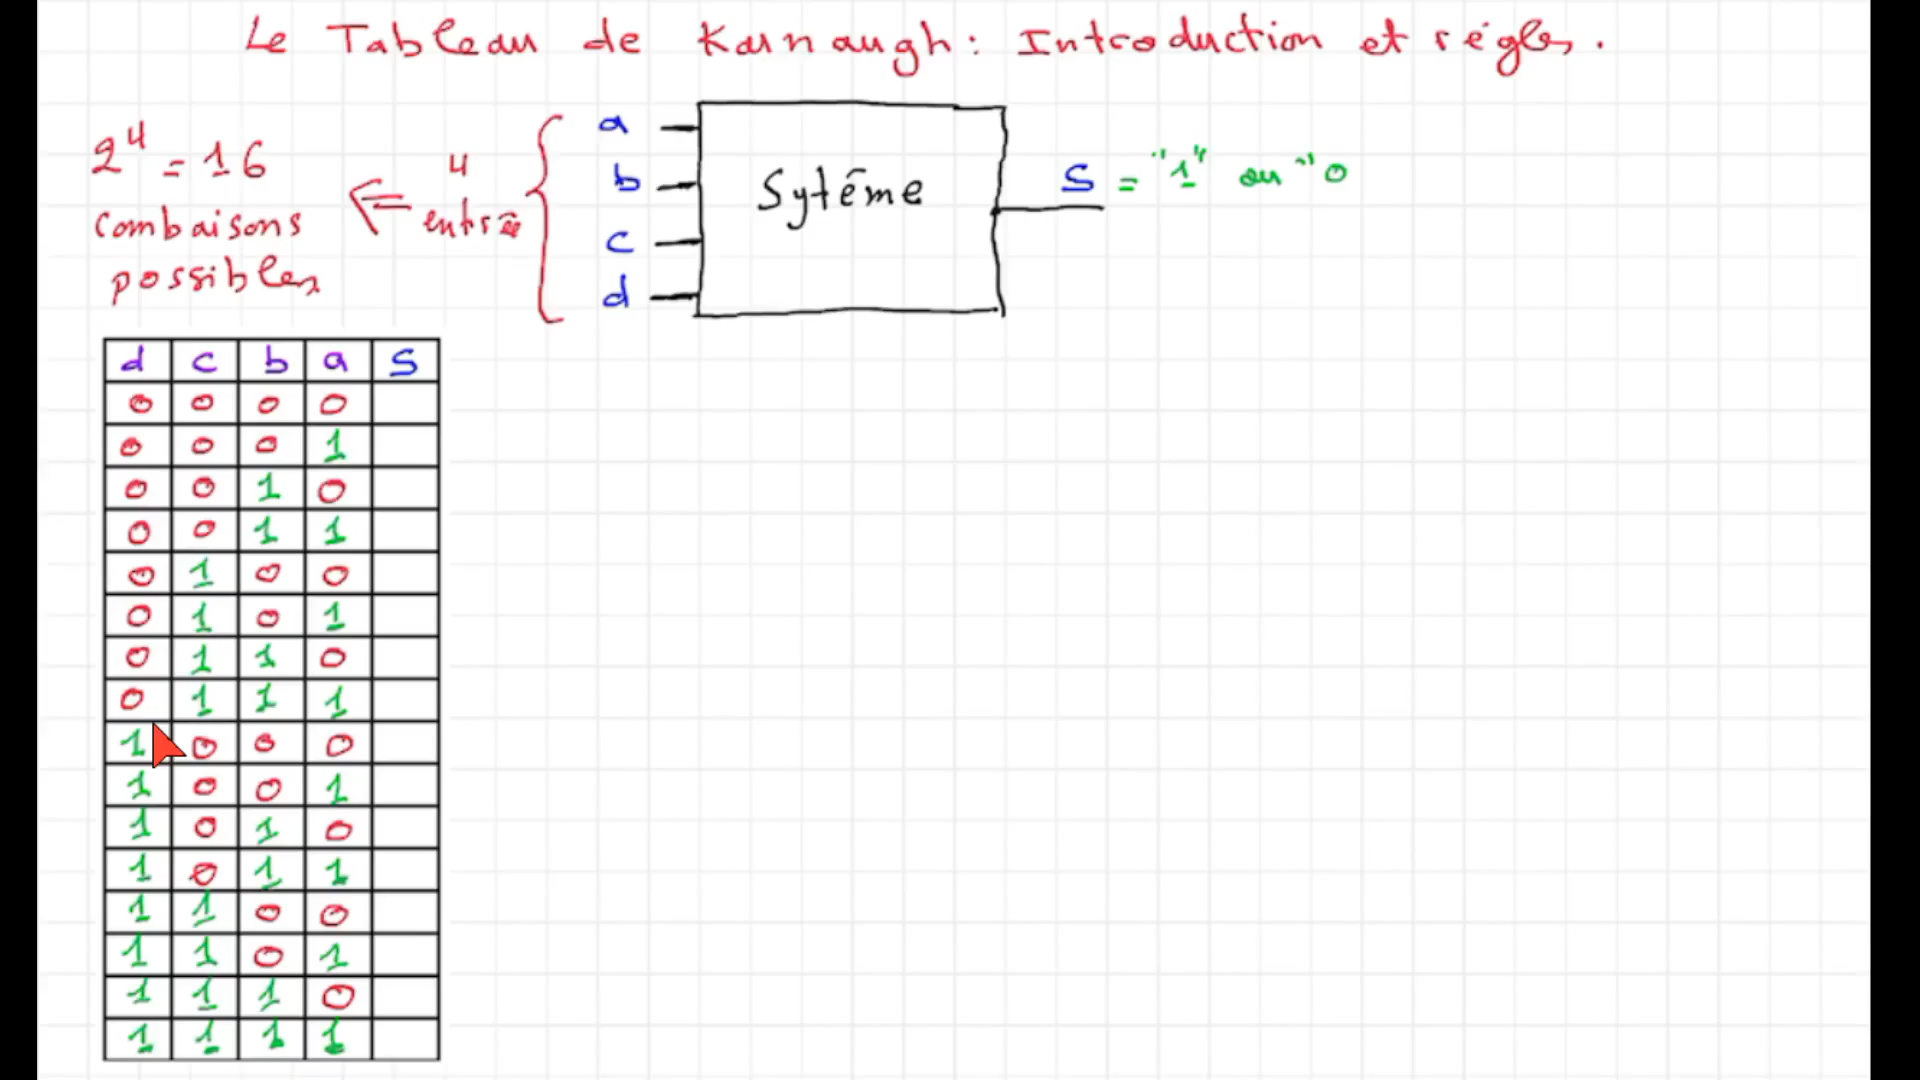 Le Tableau de Karnaugh : Introduction et régles.
2^4 = 16
combaisons
possibles
4
entrée
a
b
c
d
Sytéme
S = "1" ou "0
d c b a S
0 0 0 0
0 0 0 1
0 0 1 0
0 0 1 1
0 1 0 0
0 1 0 1
0 1 1 0
0 1 1 1
1 0 0 0
1 0 0 1
1 0 1 0
1 0 1 1
1 1 0 0
1 1 0 1
1 1 1 0
1 1 1 1